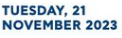 TUESDAY, 21
NOVEMBER 2023